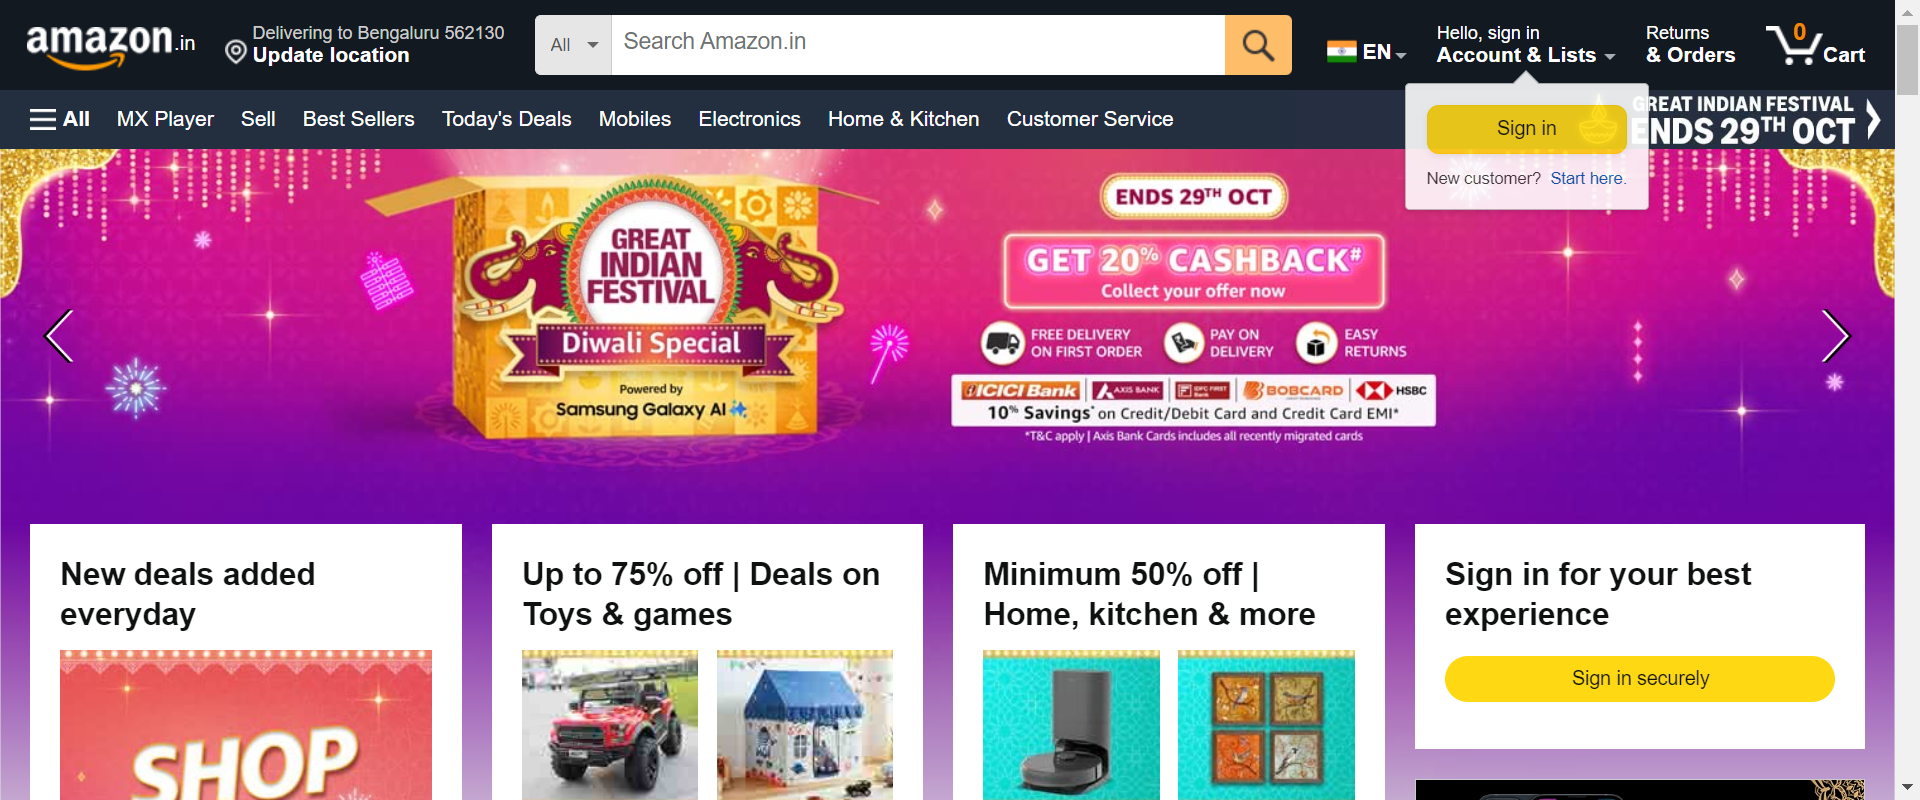 amazon.in
Delivering to Bengaluru 562130
Update location
All
Search Amazon.in
EN
Hello, sign in
Account & Lists
Returns
& Orders
0
Cart
All
MX Player
Sell
Best Sellers
Today's Deals
Mobiles
Electronics
Home & Kitchen
Customer Service
GREAT INDIAN FESTIVAL
ENDS 29TH OCT
Sign in
New customer? Start here.
GREAT
INDIAN
FESTIVAL
Diwali Special
Powered by
Samsung Galaxy AI
ENDS 29TH OCT
GET 20% CASHBACK#
Collect your offer now
FREE DELIVERY
ON FIRST ORDER
PAY ON
DELIVERY
EASY
RETURNS
ICICI Bank
AXIS BANK
IDFC FIRST
Bank
BOBCARD
HSBC
10% Savings* on Credit/Debit Card and Credit Card EMI*
*T&C apply | Axis Bank Cards includes all recently migrated cards
New deals added
everyday
SHOP
Up to 75% off | Deals on
Toys & games
Minimum 50% off |
Home, kitchen & more
Sign in for your best
experience
Sign in securely